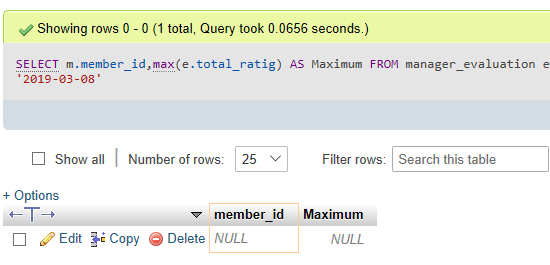 Showing rows 0 - 0 (1 total, Query took 0.0656 seconds.)
SELECT m.member_id,max(e.total_ratig) AS Maximum FROM manager_evaluation e
'2019-03-08'
Show all | Number of rows: 25 Filter rows: Search this table
+ Options
←T→ member_id Maximum
Edit Copy Delete NULL NULL